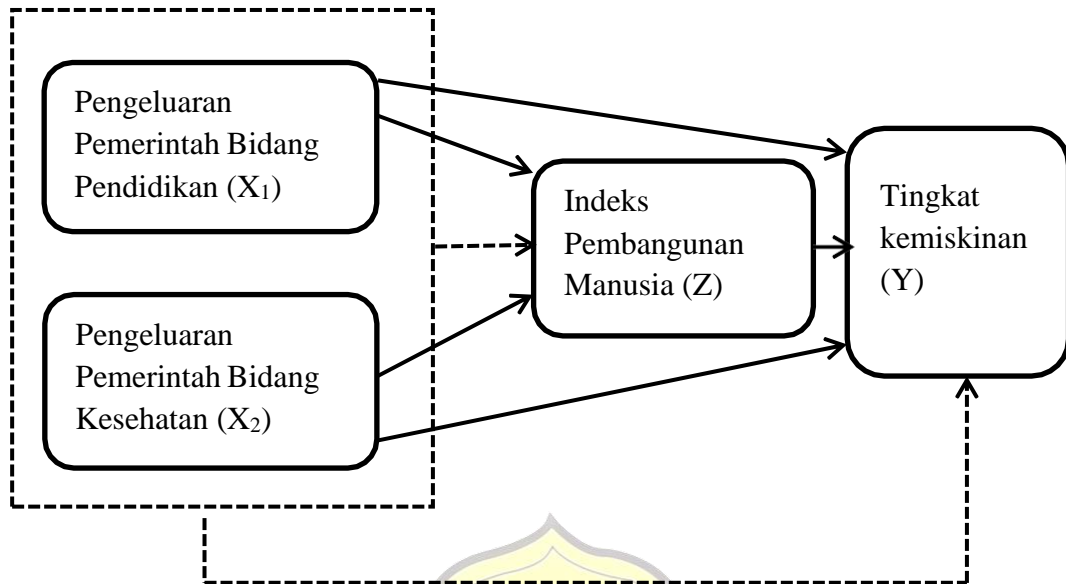 Pengeluaran
Pemerintah Bidang
Pendidikan (X₁)
Indeks
Pembangunan
Manusia (Z)
Tingkat
kemiskinan
(Y)
Pengeluaran
Pemerintah Bidang
Kesehatan (X₂)